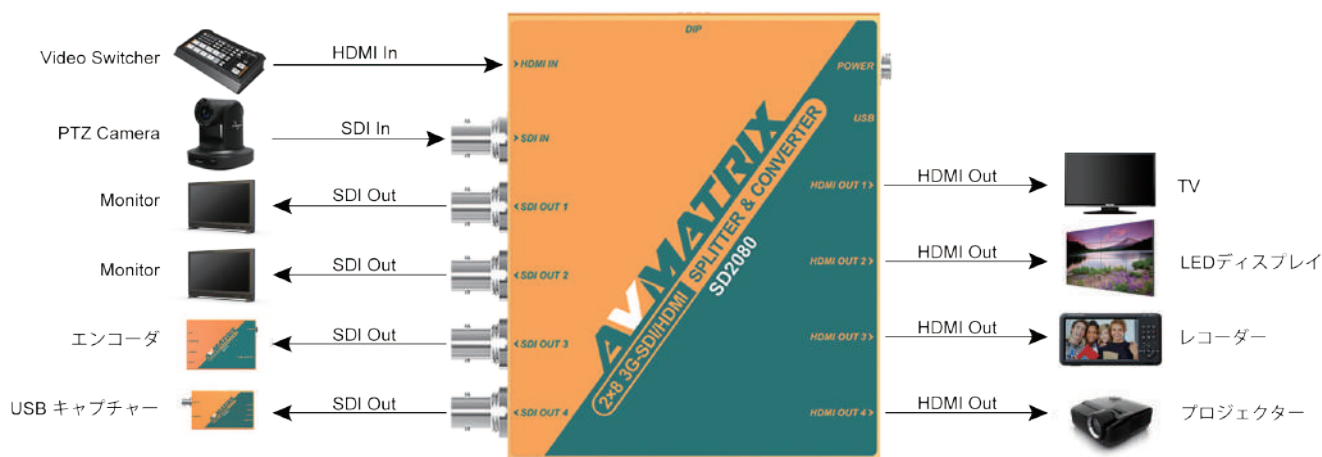 Video Switcher
HDMI In
PTZ Camera
SDI In
Monitor
SDI Out
Monitor
SDI Out
エンコーダ
SDI Out
USB キャプチャー
SDI Out
DIP
>HDMI IN
>SDI IN
<SDI OUT 1
<SDI OUT 2
<SDI OUT 3
<SDI OUT 4
AVMATRIX
2×8 3G-SDI/HDMI SPLITTER & CONVERTER
SD2080
POWER
USB
HDMI OUT 1>
HDMI OUT 2>
HDMI OUT 3>
HDMI OUT 4>
HDMI Out
TV
HDMI Out
LEDディスプレイ
HDMI Out
レコーダー
HDMI Out
プロジェクター
AVMATRIX
AVMATRIX